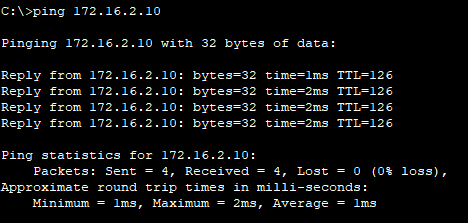 C:\>ping 172.16.2.10
Pinging 172.16.2.10 with 32 bytes of data:
Reply from 172.16.2.10: bytes=32 time=1ms TTL=126
Reply from 172.16.2.10: bytes=32 time=2ms TTL=126
Reply from 172.16.2.10: bytes=32 time=2ms TTL=126
Reply from 172.16.2.10: bytes=32 time=2ms TTL=126
Ping statistics for 172.16.2.10:
    Packets: Sent = 4, Received = 4, Lost = 0 (0% loss),
Approximate round trip times in milli-seconds:
    Minimum = 1ms, Maximum = 2ms, Average = 1ms